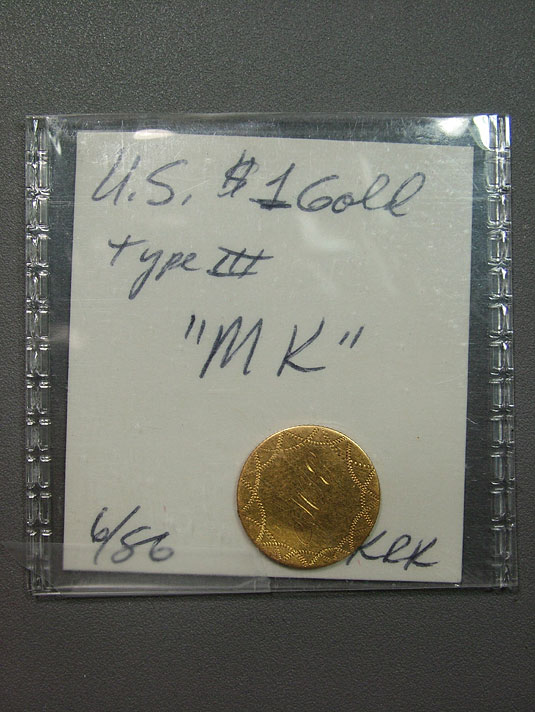 U.S. $1 Gold
Type III
"MK"
6/86
KRK